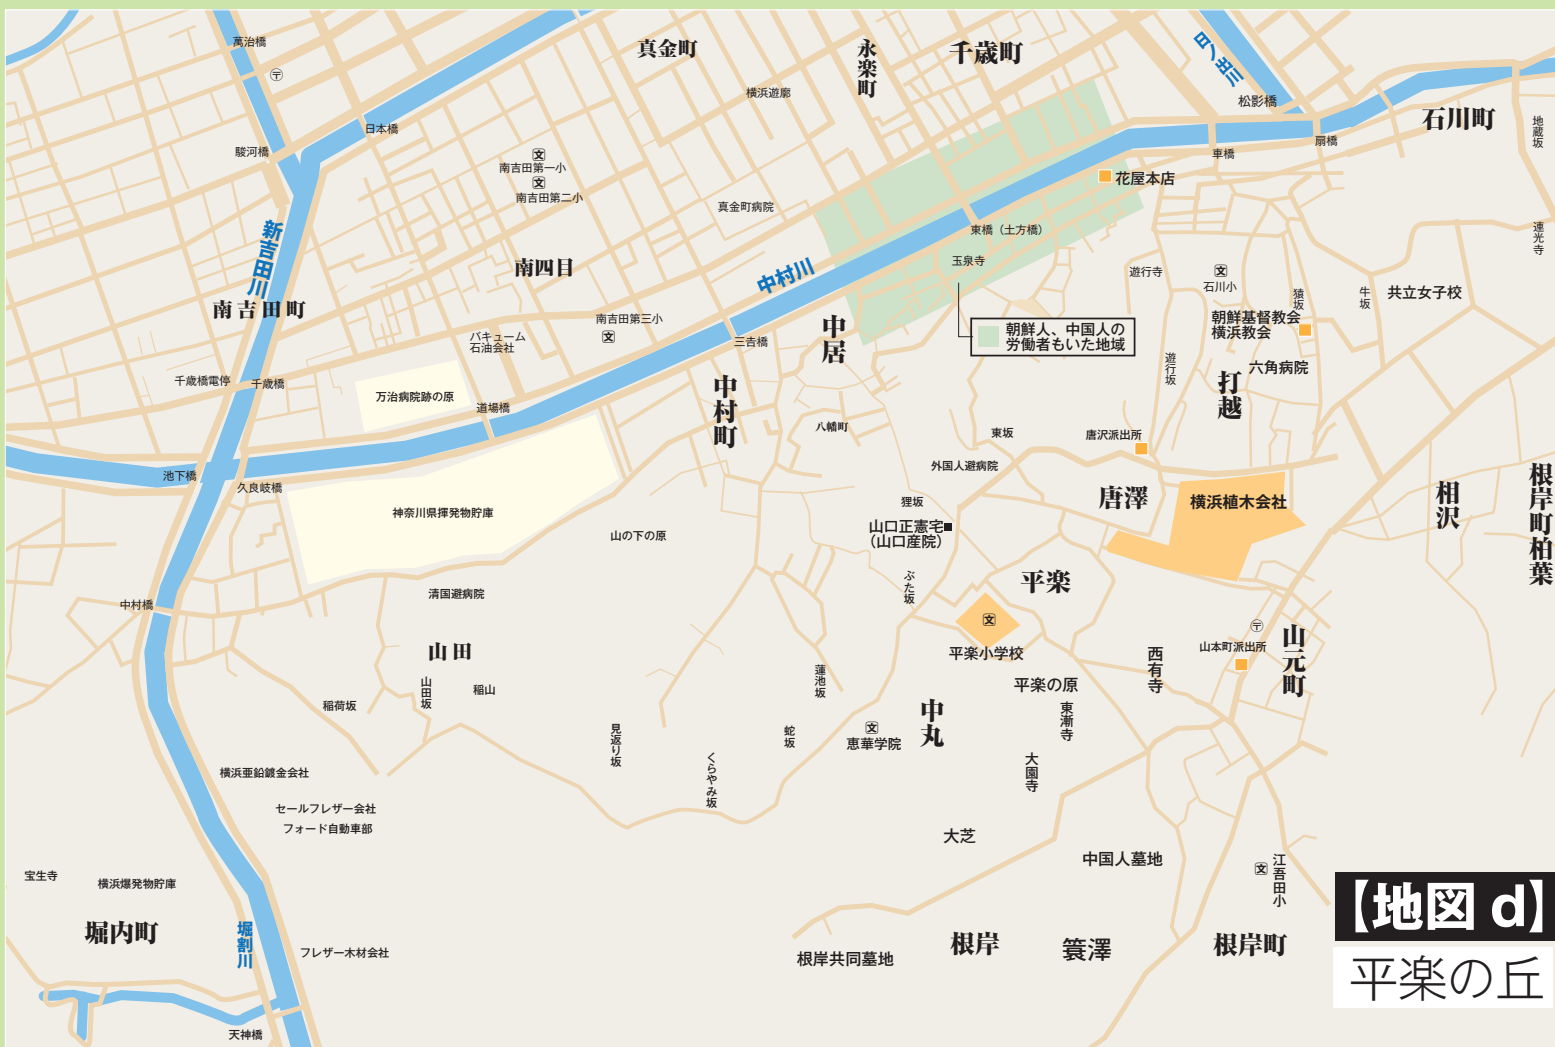 萬治橋
〒
真金町
永楽町
千歳町
日ノ出川
横浜遊廓
松影橋
石川町
地蔵坂
日本橋
駿河橋
文
南吉田第一小
文
南吉田第二小
車橋
扇橋
花屋本店
真金町病院
新吉田川
東橋（土方橋）
蓮光寺
玉泉寺
遊行寺
文
石川小
猿坂
牛坂
共立女子校
南四目
中村川
南吉田町
南吉田第三小
文
バキューム
石油会社
三吉橋
中居
朝鮮人、中国人の
労働者もいた地域
朝鮮基督教会
横浜教会
遊行坂
打越
六角病院
千歳橋電停
千歳橋
万治病院跡の原
道場橋
中村町
八幡町
東坂
唐沢派出所
外国人避病院
池下橋
久良岐橋
神奈川県揮発物貯庫
山の下の原
狸坂
山口正憲宅
（山口産院）
唐澤
横浜植木会社
相沢
根岸町柏葉
ぶた坂
平楽
清国避病院
中村橋
文
平楽小学校
〒
山本町派出所
山元町
西有寺
山田
山田坂
稲山
稲荷坂
蓮池坂
平楽の原
東漸寺
中丸
見返り坂
くらやみ坂
蛇坂
文
恵華学院
大園寺
横浜亜鉛鍍金会社
セールフレザー会社
フォード自動車部
大芝
中国人墓地
文
江吾田小
宝生寺
横浜爆発物貯庫
堀内町
堀割川
フレザー木材会社
根岸共同墓地
根岸
簑澤
根岸町
天神橋
【地図 d】
平楽の丘